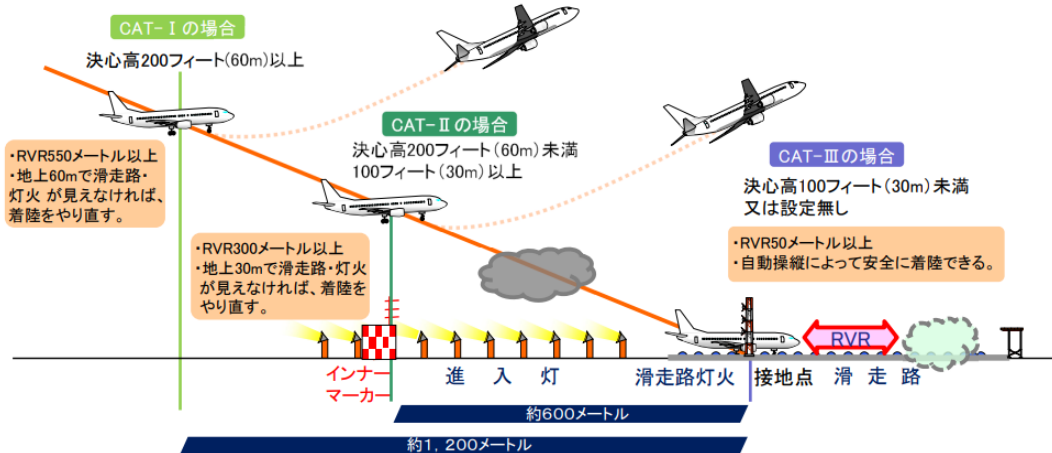 CAT-Ⅰの場合
決心高200フィート(60m)以上
・RVR550メートル以上
・地上60mで滑走路・
灯火 が見えなければ、
着陸をやり直す。
CAT-Ⅱの場合
決心高200フィート(60m)未満
100フィート(30m)以上
・RVR300メートル以上
・地上30mで滑走路・灯火
が見えなければ、着陸を
やり直す。
CAT-Ⅲの場合
決心高100フィート(30m)未満
又は設定無し
・RVR50メートル以上
・自動操縦によって安全に着陸できる。
RVR
インナー
マーカー
進入灯
滑走路灯火
接地点
滑走路
約600メートル
約1,200メートル